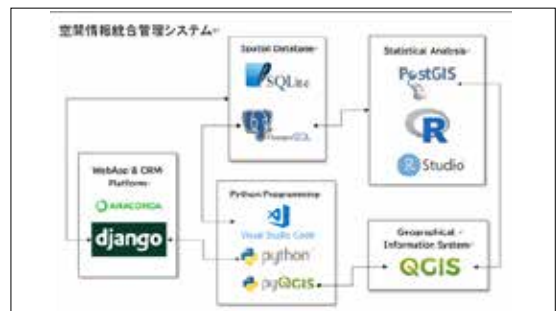 空間情報統合管理システム
Spatial Database
SQLite
PostgreSQL
Statistical Analysis
PostGIS
R
R Studio
WebApp & CRM
Platform
ANACONDA
django
Python Programming
Visual Studio Code
python
pyQGIS
Geographical
Information System
QGIS